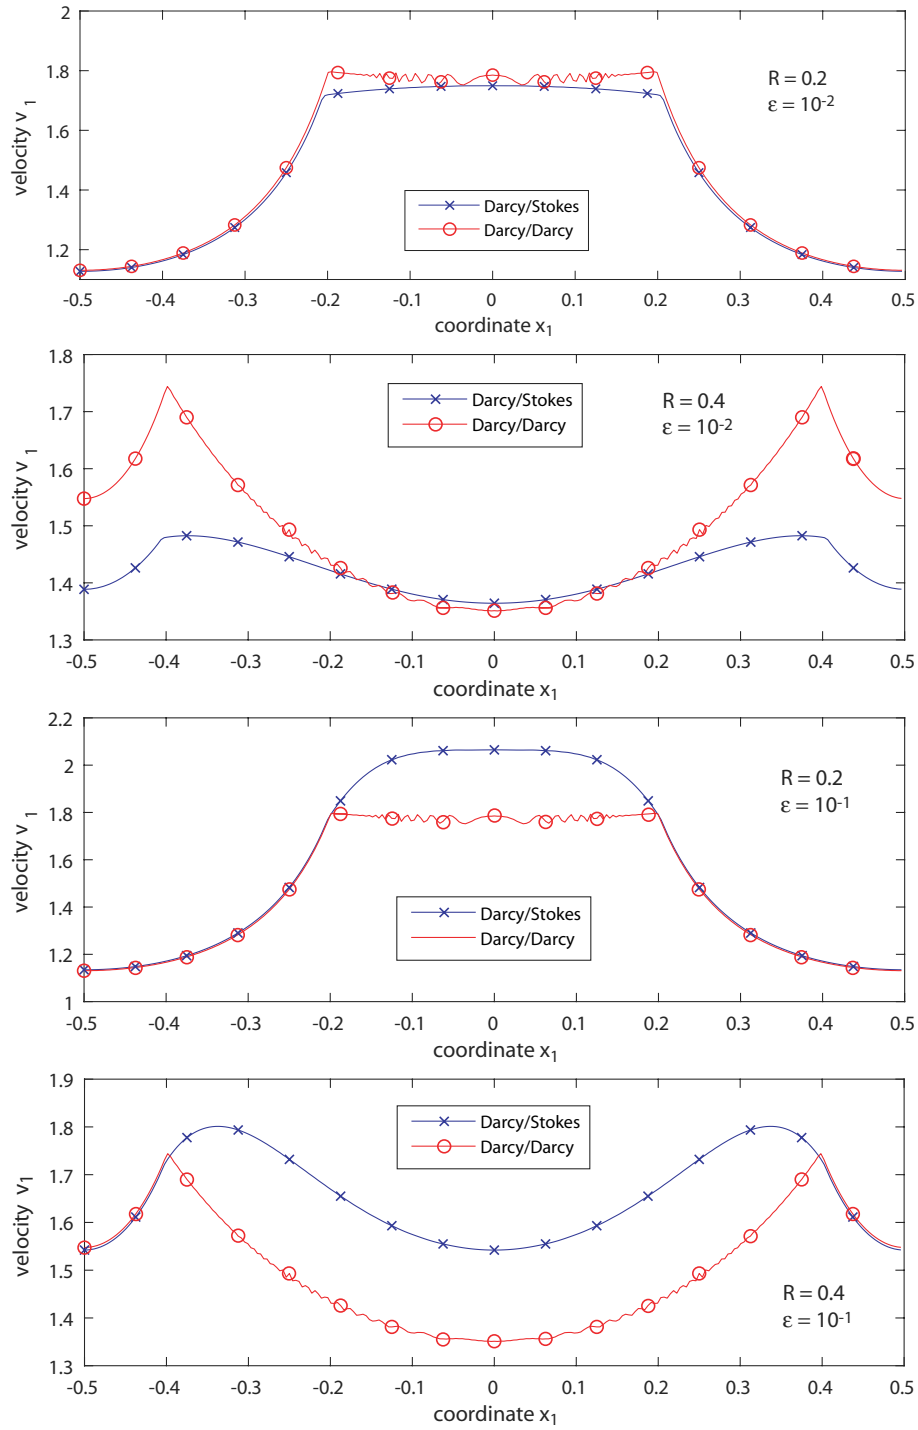 2
1.8
1.6
1.4
1.2
velocity v 1
R = 0.2
ε = 10-2
Darcy/Stokes
Darcy/Darcy
-0.5 -0.4 -0.3 -0.2 -0.1 0 0.1 0.2 0.3 0.4 0.5
coordinate x1
1.8
1.7
1.6
1.5
1.4
1.3
velocity v 1
Darcy/Stokes
Darcy/Darcy
R = 0.4
ε = 10-2
-0.5 -0.4 -0.3 -0.2 -0.1 0 0.1 0.2 0.3 0.4 0.5
coordinate x1
2.2
2
1.8
1.6
1.4
1.2
1
velocity v 1
R = 0.2
ε = 10-1
Darcy/Stokes
Darcy/Darcy
-0.5 -0.4 -0.3 -0.2 -0.1 0 0.1 0.2 0.3 0.4 0.5
coordinate x1
1.9
1.8
1.7
1.6
1.5
1.4
1.3
velocity v1
Darcy/Stokes
Darcy/Darcy
R = 0.4
ε = 10-1
-0.5 -0.4 -0.3 -0.2 -0.1 0 0.1 0.2 0.3 0.4 0.5
coordinate x1